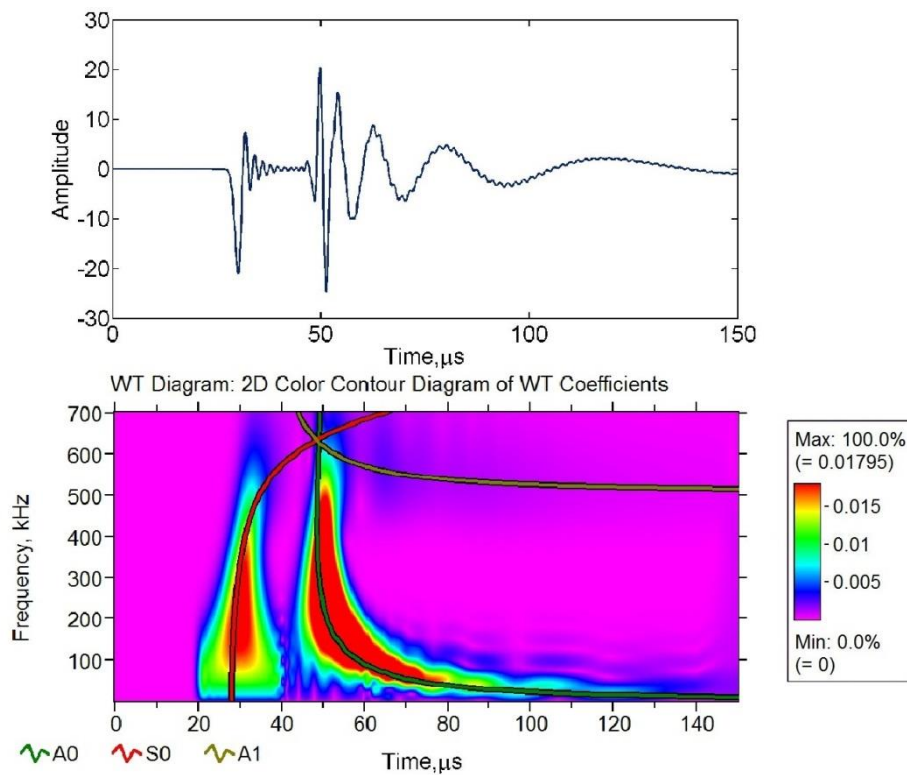 30
20
10
0
-10
-20
-30
Amplitude
0 50 100 150
Time,μs
WT Diagram: 2D Color Contour Diagram of WT Coefficients
700
600
500
400
300
200
100
Frequency, kHz
0 20 40 60 80 100 120 140
Time,μs
A0 S0 A1
Max: 100.0%
(= 0.01795)
0.015
0.01
0.005
Min: 0.0%
(= 0)